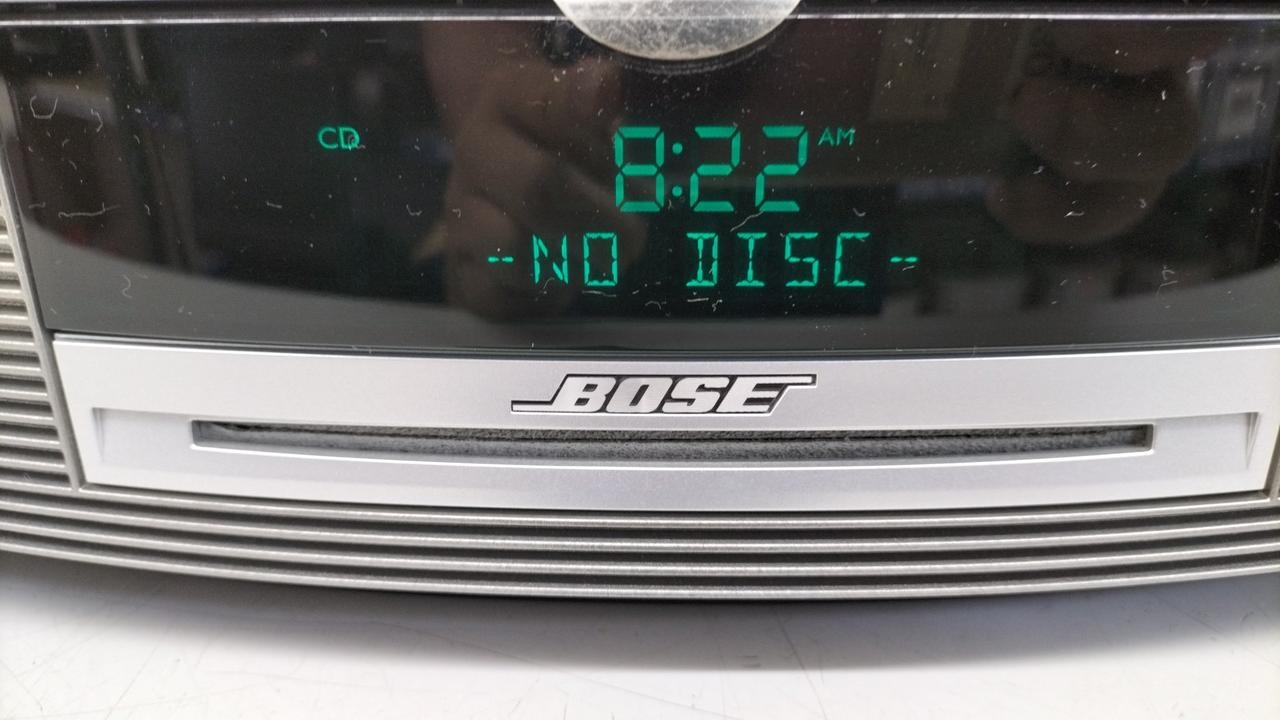 CD 8:22 AM
-NO DISC-
BOSE